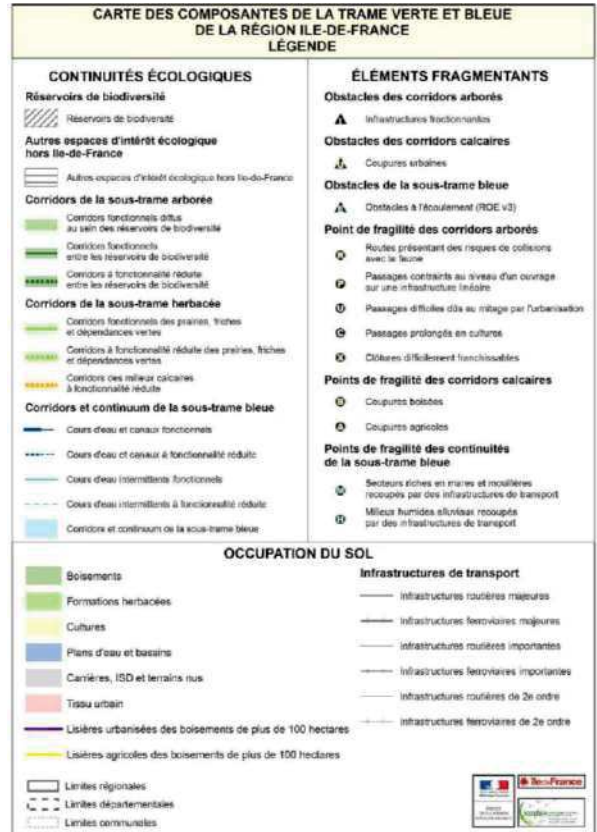 CARTE DES COMPOSANTES DE LA TRAME VERTE ET BLEUE
DE LA RÉGION ILE-DE-FRANCE
LÉGENDE
CONTINUITÉS ÉCOLOGIQUES
Réservoirs de biodiversité
Réservoirs de biodiversité
Autres espaces d'intérêt écologique
hors Ile-de-France
Autres espaces d'intérêt écologique hors Ile-de-France
Corridors de la sous-trame arborée
Corridors fonctionnels diffus
au sein des réservoirs de biodiversité
Corridors fonctionnels
entre les réservoirs de biodiversité
Corridors à fonctionnalité réduite
entre les réservoirs de biodiversité
Corridors de la sous-trame herbacée
Corridors fonctionnels des prairies, friches
et dépendances vertes
Corridors à fonctionnalité réduite des prairies, friches
et dépendances vertes
Corridors des milieux calcaires
à fonctionnalité réduite
Corridors et continuum de la sous-trame bleue
Cours d'eau et canaux fonctionnels
Cours d'eau et canaux à fonctionnalité réduite
Cours d'eau intermittents fonctionnels
Cours d'eau intermittents à fonctionnalité réduite
Corridors et continuum de la sous-trame bleue
ÉLÉMENTS FRAGMENTANTS
Obstacles des corridors arborés
Infrastructures fractionnantes
Obstacles des corridors calcaires
Coupures urbaines
Obstacles de la sous-trame bleue
Obstacles à l'écoulement (ROE v3)
Point de fragilité des corridors arborés
Routes présentant des risques de collisions
avec la faune
Passages contraints au niveau d'un ouvrage
sur une infrastructure linéaire
Passages difficiles dûs au mitage par l'urbanisation
Passages prolongés en cultures
Clôtures difficilement franchissables
Points de fragilité des corridors calcaires
Coupures boisées
Coupures agricoles
Points de fragilité des continuités
de la sous-trame bleue
Secteurs riches en mares et mouillères
recoupés par des infrastructures de transport
Milieux humides alluviaux recoupés
par des infrastructures de transport
OCCUPATION DU SOL
Boisements
Formations herbacées
Cultures
Plans d'eau et bassins
Carrières, ISD et terrains nus
Tissu urbain
Lisières urbanisées des boisements de plus de 100 hectares
Lisières agricoles des boisements de plus de 100 hectares
Limites régionales
Limites départementales
Limites communales
Infrastructures de transport
Infrastructures routières majeures
Infrastructures ferroviaires majeures
Infrastructures routières importantes
Infrastructures ferroviaires importantes
Infrastructures routières de 2e ordre
Infrastructures ferroviaires de 2e ordre
îledeFrance